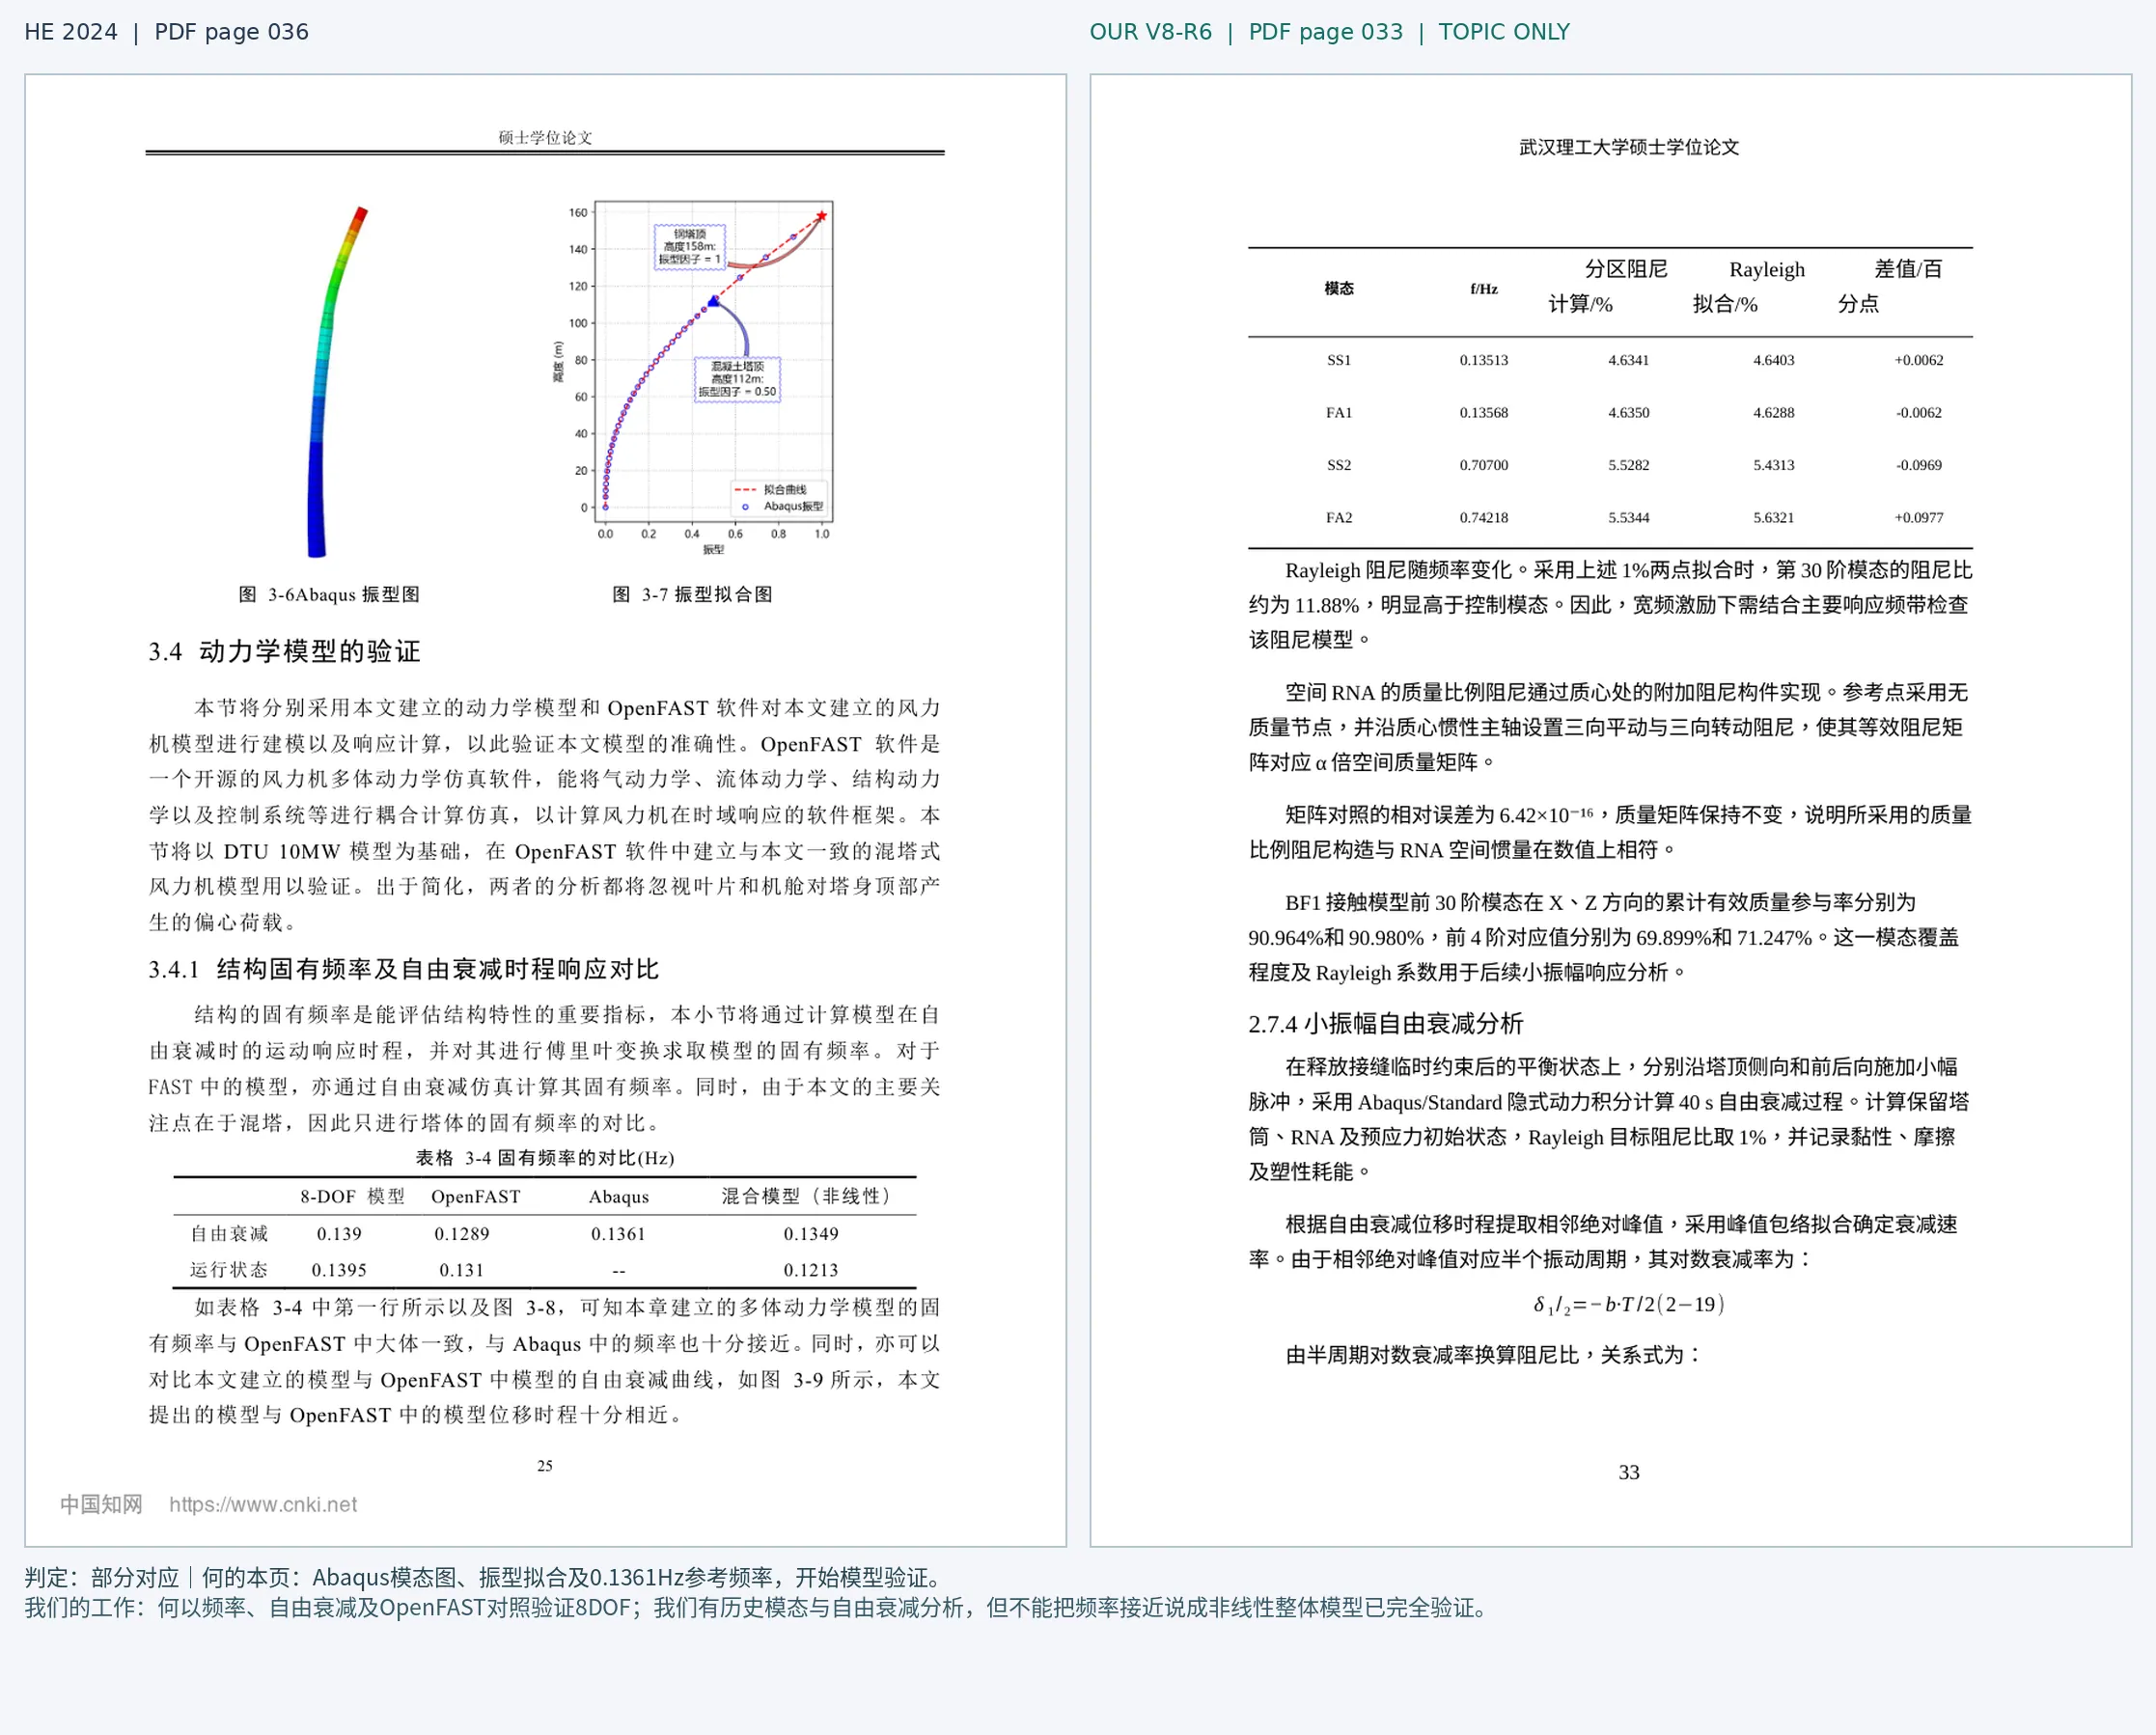 HE 2024 | PDF page 036
硕士学位论文
160
140
120
100
80
60
40
20
0
高度 (m)
钢塔顶
高度158m:
振型因子 = 1
混凝土塔顶
高度112m:
振型因子 = 0.50
拟合曲线
Abaqus振型
0.0 0.2 0.4 0.6 0.8 1.0
振型
图 3-6Abaqus 振型图
图 3-7 振型拟合图
3.4 动力学模型的验证
本节将分别采用本文建立的动力学模型和 OpenFAST 软件对本文建立的风力
机模型进行建模以及响应计算，以此验证本文模型的准确性。OpenFAST 软件是
一个开源的风力机多体动力学仿真软件，能将气动力学、流体动力学、结构动力
学以及控制系统等进行耦合计算仿真，以计算风力机在时域响应的软件框架。本
节将以 DTU 10MW 模型为基础，在 OpenFAST 软件中建立与本文一致的混塔式
风力机模型用以验证。出于简化，两者的分析都将忽视叶片和机舱对塔身顶部产
生的偏心荷载。
3.4.1 结构固有频率及自由衰减时程响应对比
结构的固有频率是能评估结构特性的重要指标，本小节将通过计算模型在自
由衰减时的运动响应时程，并对其进行傅里叶变换求取模型的固有频率。对于
FAST 中的模型，亦通过自由衰减仿真计算其固有频率。同时，由于本文的主要关
注点在于混塔，因此只进行塔体的固有频率的对比。
表格 3-4 固有频率的对比(Hz)
8-DOF 模型 OpenFAST Abaqus 混合模型（非线性）
自由衰减 0.139 0.1289 0.1361 0.1349
运行状态 0.1395 0.131 -- 0.1213
如表格 3-4 中第一行所示以及图 3-8，可知本章建立的多体动力学模型的固
有频率与 OpenFAST 中大体一致，与 Abaqus 中的频率也十分接近。同时，亦可以
对比本文建立的模型与 OpenFAST 中模型的自由衰减曲线，如图 3-9 所示，本文
提出的模型与 OpenFAST 中的模型位移时程十分相近。
25
中国知网 https://www.cnki.net
OUR V8-R6 | PDF page 033 | TOPIC ONLY
武汉理工大学硕士学位论文
模态 f/Hz 分区阻尼 Rayleigh 差值/百
计算/% 拟合/% 分点
SS1 0.13513 4.6341 4.6403 +0.0062
FA1 0.13568 4.6350 4.6288 -0.0062
SS2 0.70700 5.5282 5.4313 -0.0969
FA2 0.74218 5.5344 5.6321 +0.0977
Rayleigh 阻尼随频率变化。采用上述 1%两点拟合时，第 30 阶模态的阻尼比
约为 11.88%，明显高于控制模态。因此，宽频激励下需结合主要响应频带检查
该阻尼模型。
空间 RNA 的质量比例阻尼通过质心处的附加阻尼构件实现。参考点采用无
质量节点，并沿质心惯性主轴设置三向平动与三向转动阻尼，使其等效阻尼矩
阵对应 α 倍空间质量矩阵。
矩阵对照的相对误差为 6.42×10⁻¹⁶，质量矩阵保持不变，说明所采用的质量
比例阻尼构造与 RNA 空间惯量在数值上相符。
BF1 接触模型前 30 阶模态在 X、Z 方向的累计有效质量参与率分别为
90.964%和 90.980%，前 4 阶对应值分别为 69.899%和 71.247%。这一模态覆盖
程度及 Rayleigh 系数用于后续小振幅响应分析。
2.7.4 小振幅自由衰减分析
在释放接缝临时约束后的平衡状态上，分别沿塔顶侧向和前后向施加小幅
脉冲，采用 Abaqus/Standard 隐式动力积分计算 40 s 自由衰减过程。计算保留塔
筒、RNA 及预应力初始状态，Rayleigh 目标阻尼比取 1%，并记录黏性、摩擦
及塑性耗能。
根据自由衰减位移时程提取相邻绝对峰值，采用峰值包络拟合确定衰减速
率。由于相邻绝对峰值对应半个振动周期，其对数衰减率为：
δ₁/₂=−b·T/2(2−19)
由半周期对数衰减率换算阻尼比，关系式为：
33
判定：部分对应｜何的本页：Abaqus模态图、振型拟合及0.1361Hz参考频率，开始模型验证。
我们的工作：何以频率、自由衰减及OpenFAST对照验证8DOF；我们有历史模态与自由衰减分析，但不能把频率接近说成非线性整体模型已完全验证。